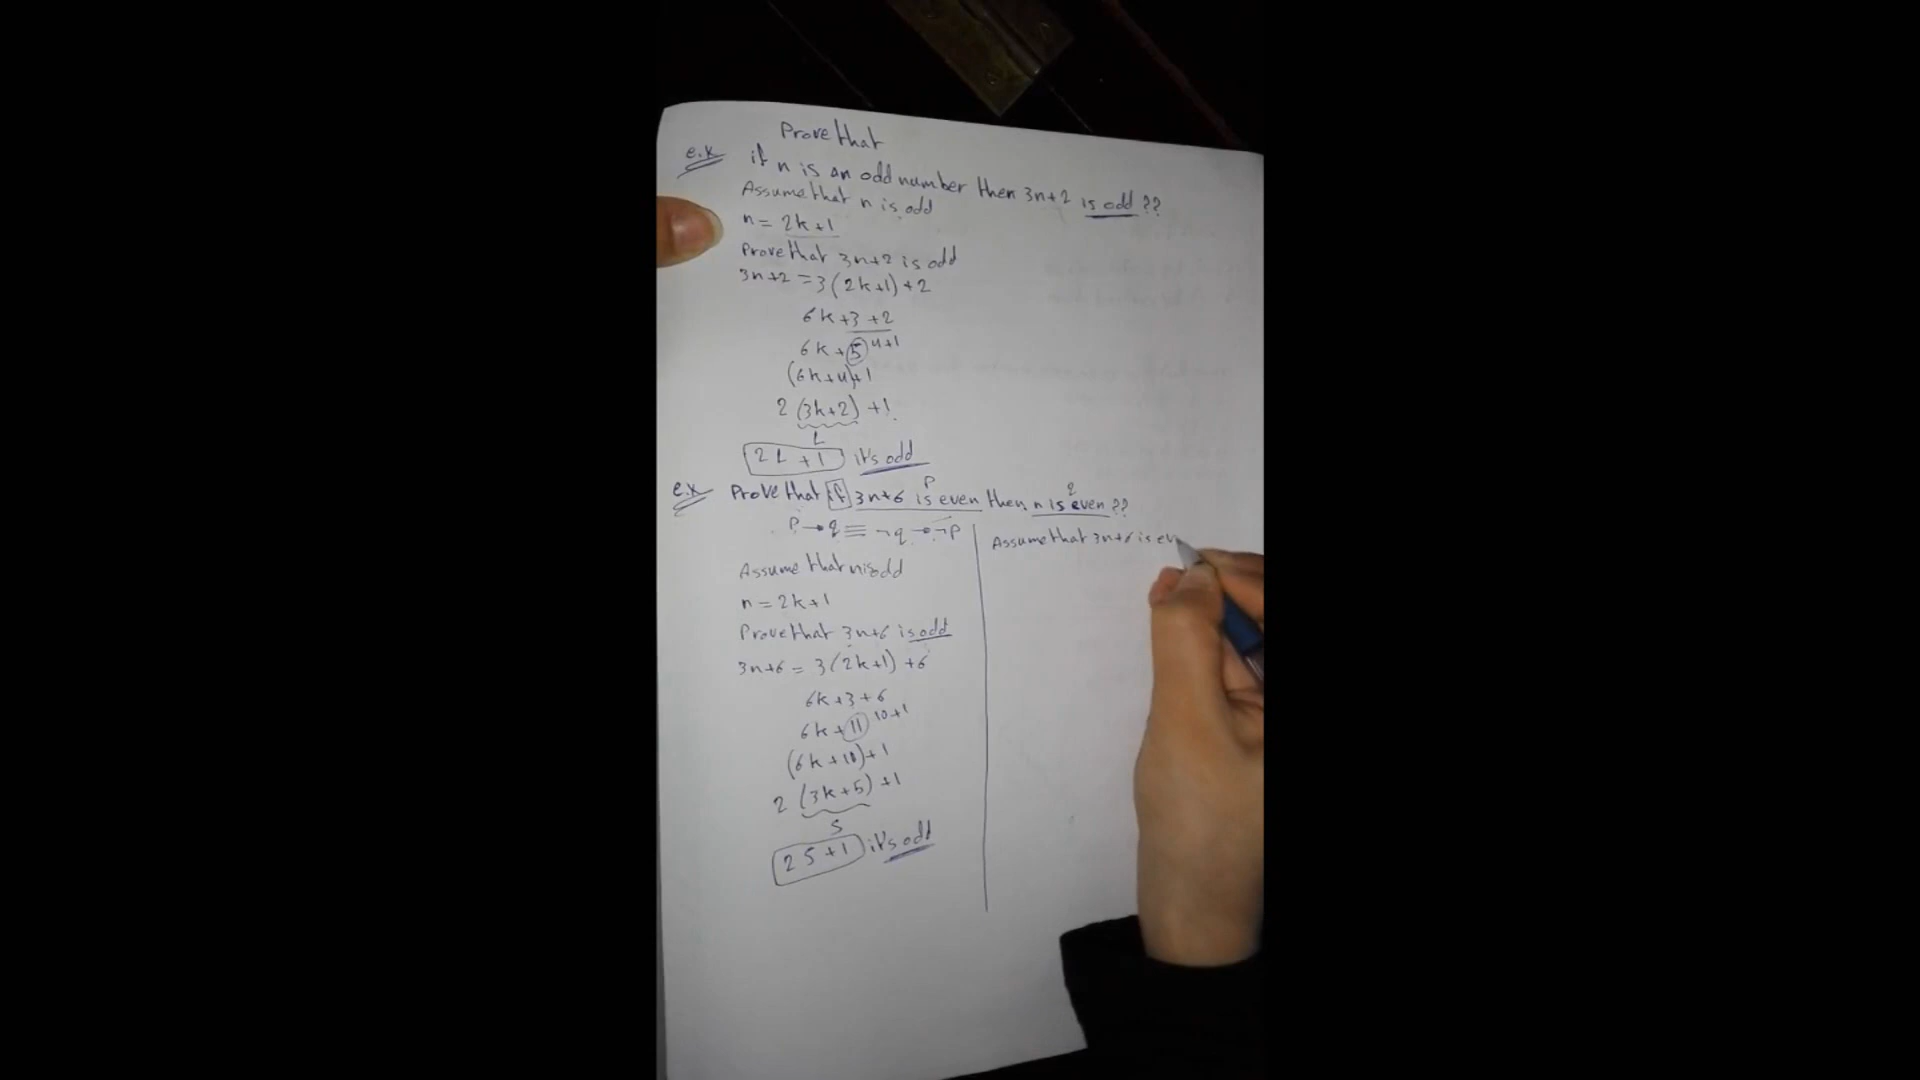 Prove that
e.x if n is an odd number then 3n+2 is odd ??
Assume that n is odd
n = 2k+1
Prove that 3n+2 is odd
3n+2 = 3(2k+1)+2
6k+3+2
6k+5 4+1
(6k+4)+1
2 (3k+2) +1
L
2L+1 it's odd
P q
e.x Prove that if 3n+6 is even then n is even ??
P→q ≡ ¬q→¬P
Assume that n is odd
n = 2k+1
Prove that 3n+6 is odd
3n+6 = 3(2k+1)+6
6k+3+6
6k+11 10+1
(6k+10)+1
2 (3k+5) +1
S
2S+1 it's odd
Assume that 3n+6 is ev